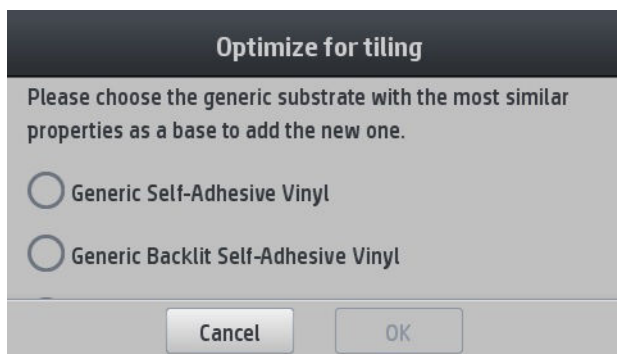 Optimize for tiling
Please choose the generic substrate with the most similar
properties as a base to add the new one.
Generic Self-Adhesive Vinyl
Generic Backlit Self-Adhesive Vinyl
Cancel
OK